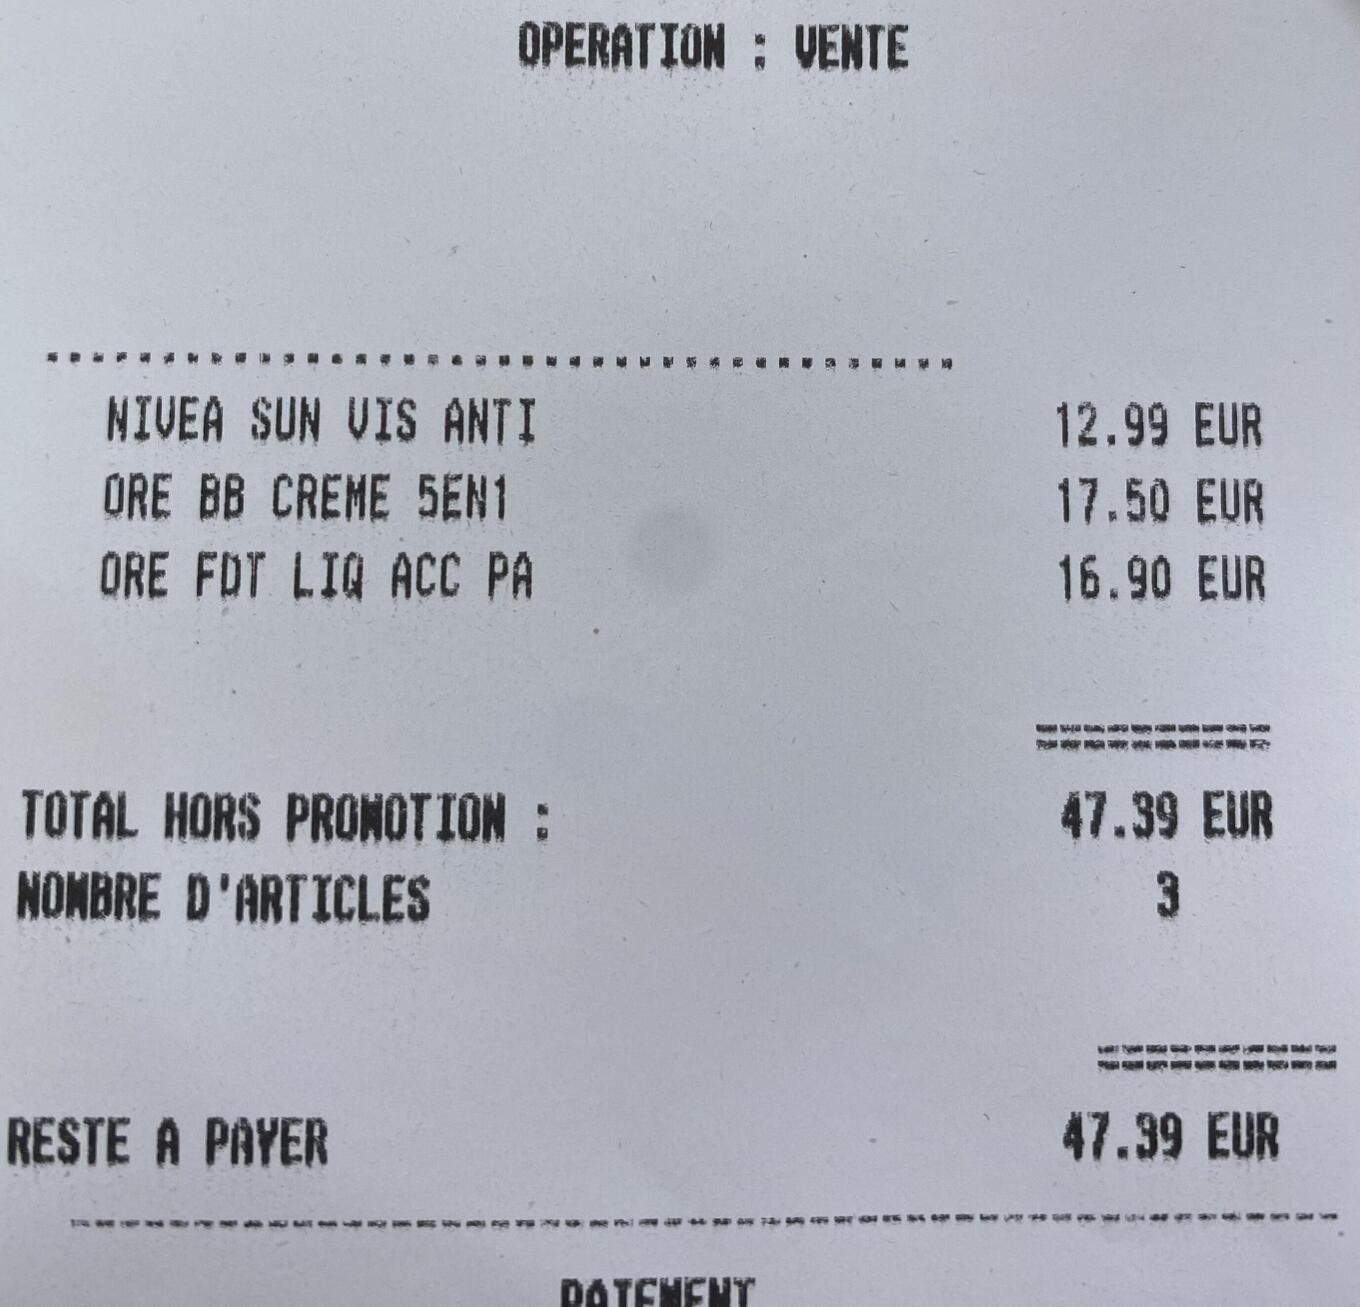 OPERATION : VENTE
NIVEA SUN VIS ANTI 12.99 EUR
ORE BB CREME 5EN1 17.50 EUR
ORE FDT LIQ ACC PA 16.90 EUR
==========
TOTAL HORS PROMOTION : 47.39 EUR
NOMBRE D'ARTICLES 3
==========
RESTE A PAYER 47.39 EUR
PAIEMENT